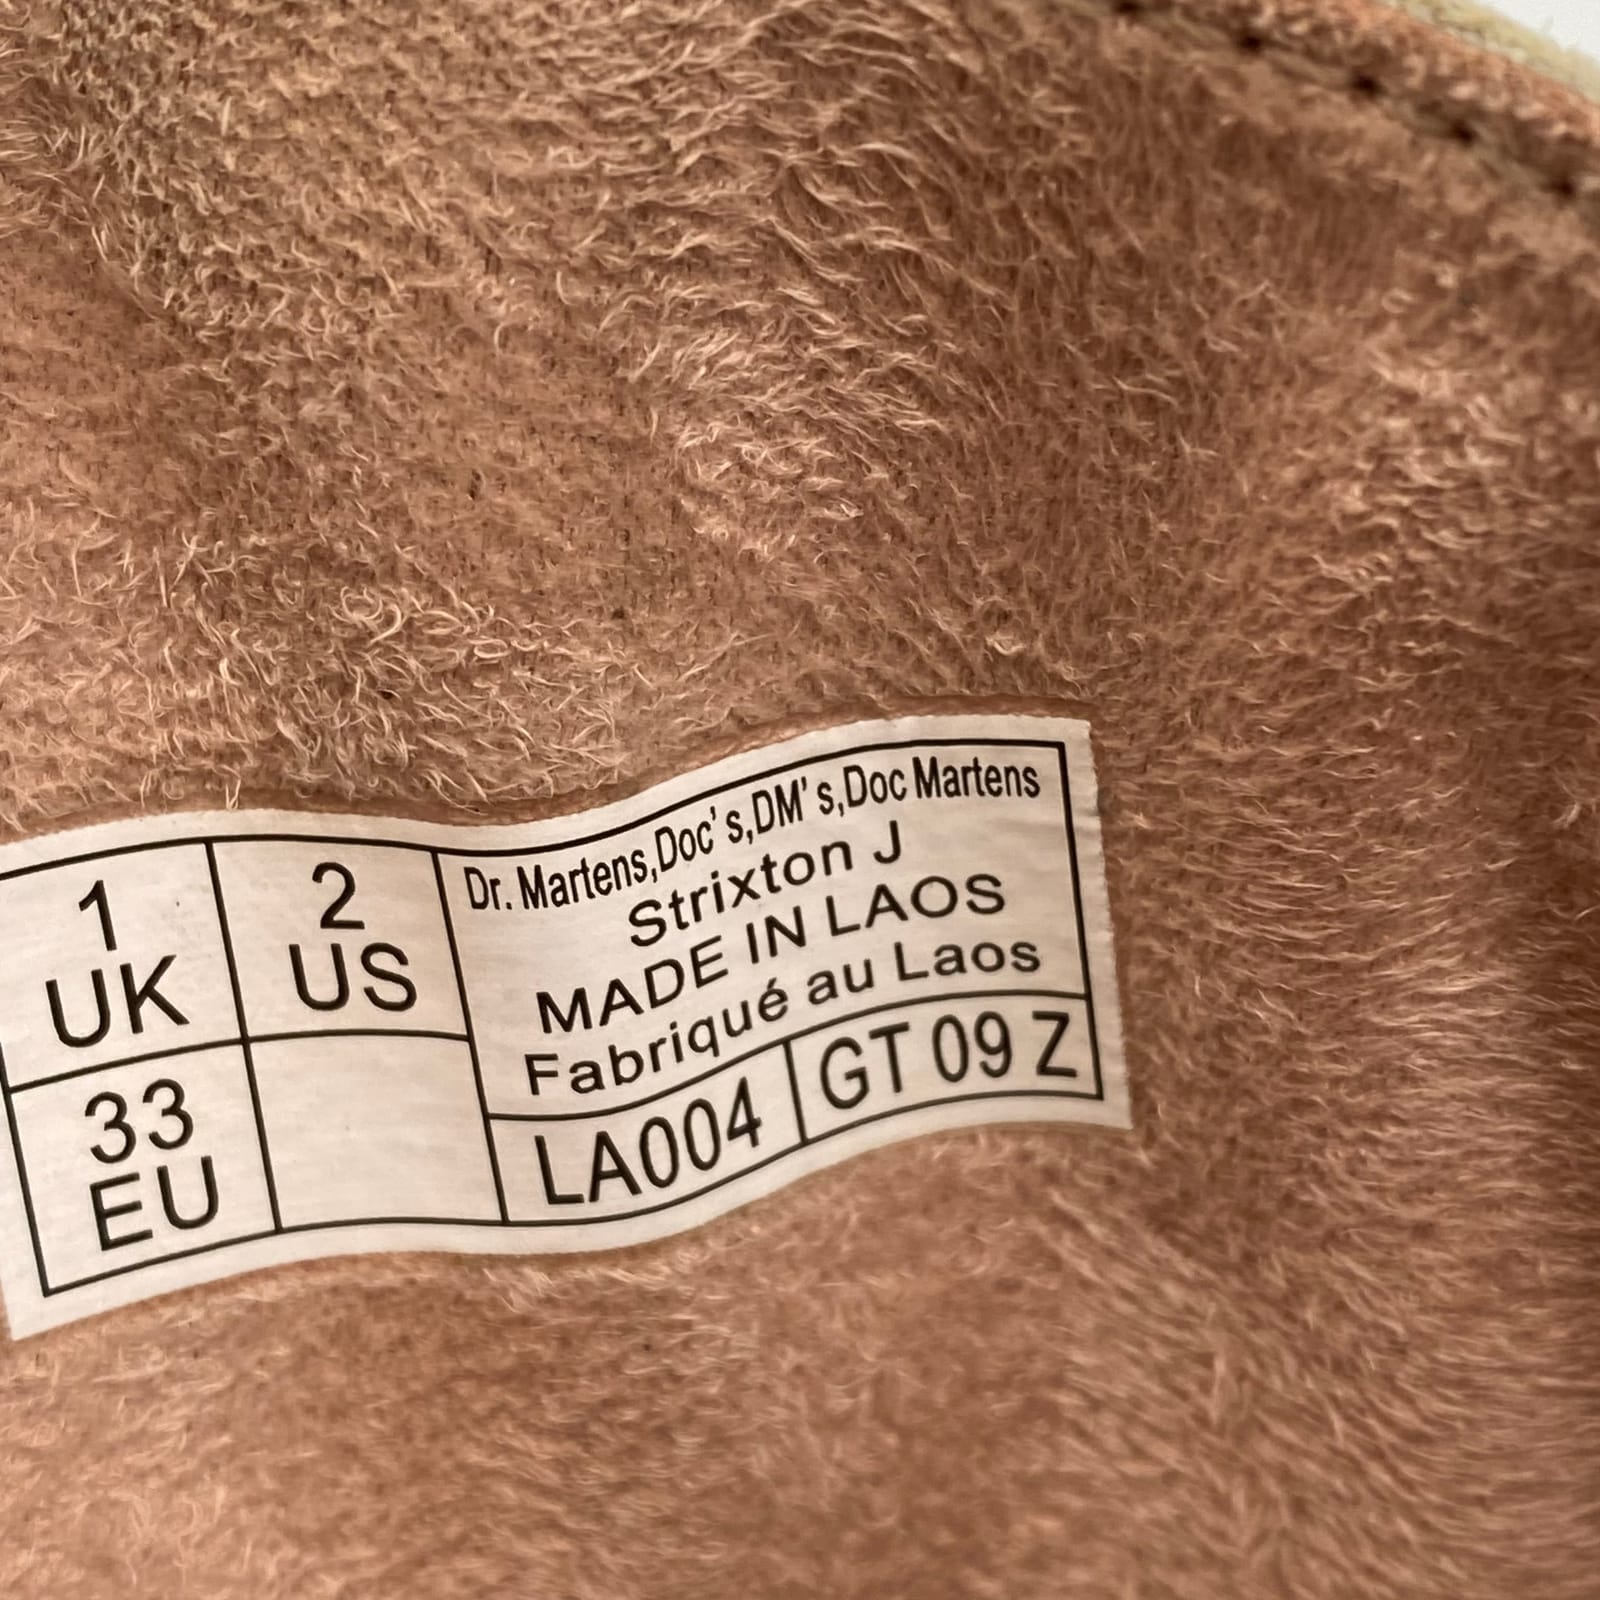 1
UK
2
US
33
EU
Dr. Martens,Doc's,DM's,Doc Martens
Strixton J
MADE IN LAOS
Fabriqué au Laos
LA004
GT 09 Z